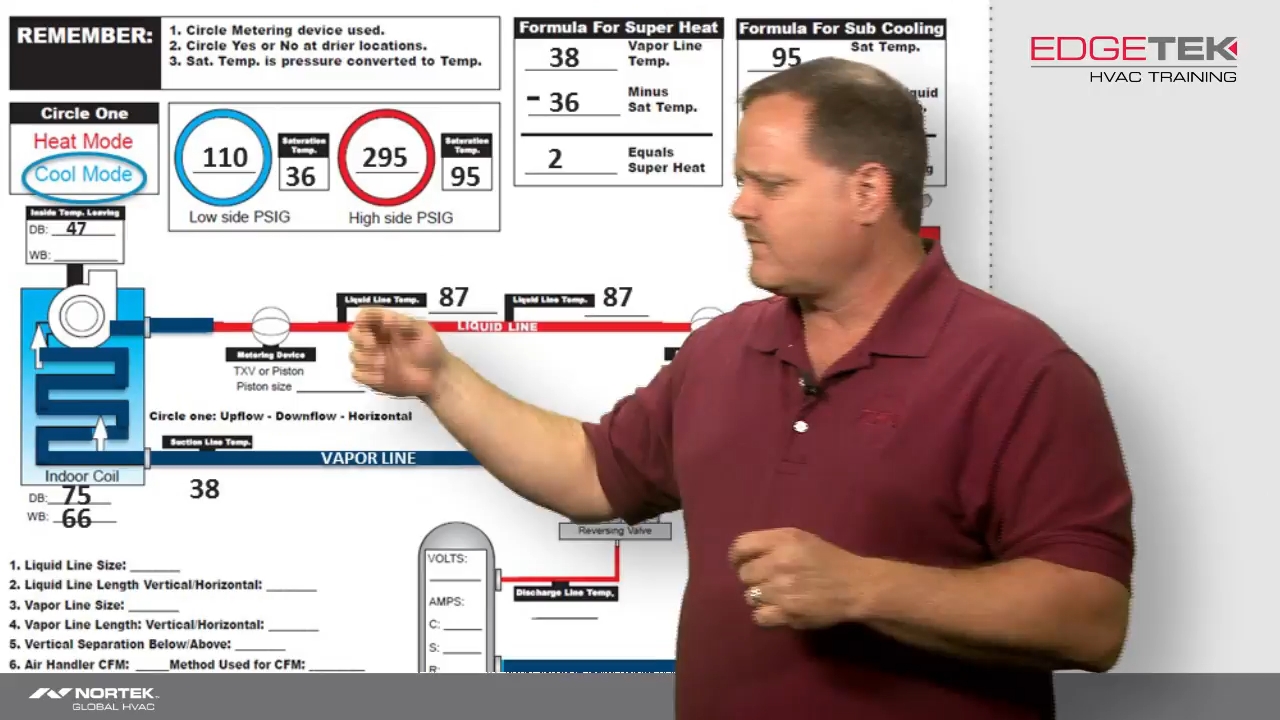 REMEMBER:
1. Circle Metering device used.
2. Circle Yes or No at drier locations.
3. Sat. Temp. is pressure converted to Temp.
Formula For Super Heat
38 Vapor Line
Temp.
- 36 Minus
Sat Temp.
2 Equals
Super Heat
Formula For Sub Cooling
95 Sat Temp.
EDGETEK
HVAC TRAINING
Circle One
Heat Mode
Cool Mode
110
Low side PSIG
Saturation
Temp.
36
295
High side PSIG
Saturation
Temp.
95
Inside Temp. Leaving
DB: 47
WB:
Liquid Line Temp. 87
Liquid Line Temp. 87
LIQUID LINE
Metering Device
TXV or Piston
Piston size
Circle one: Upflow - Downflow - Horizontal
Suction Line Temp.
VAPOR LINE
38
Indoor Coil
DB: 75
WB: 66
Reversing Valve
VOLTS:
AMPS:
C:
S:
R:
Discharge Line Temp,
1. Liquid Line Size:
2. Liquid Line Length Vertical/Horizontal:
3. Vapor Line Size:
4. Vapor Line Length: Vertical/Horizontal:
5. Vertical Separation Below/Above:
6. Air Handler CFM: Method Used for CFM:
NORTEK
GLOBAL HVAC